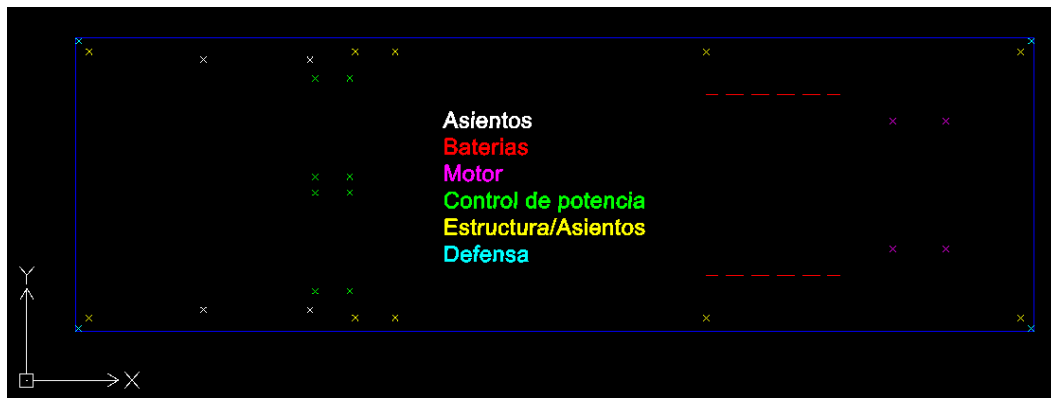 Asientos
Baterias
Motor
Control de potencia
Estructura/Asientos
Defensa
Y
X